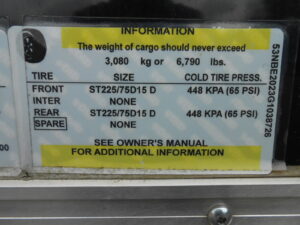 INFORMATION
The weight of cargo should never exceed
3,080 kg or 6,790 lbs.
TIRE SIZE COLD TIRE PRESS.
FRONT ST225/75D15 D 448 KPA (65 PSI)
INTER NONE
REAR ST225/75D15 D 448 KPA (65 PSI)
SPARE NONE
SEE OWNER'S MANUAL
FOR ADDITIONAL INFORMATION
53NBE2023G1038726
00